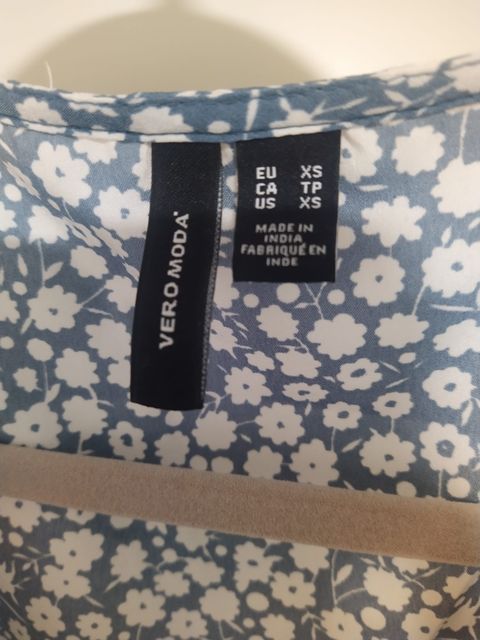 VERO MODA
EU XS
CA TP
US XS
MADE IN
INDIA
FABRIQUÉ EN
INDE